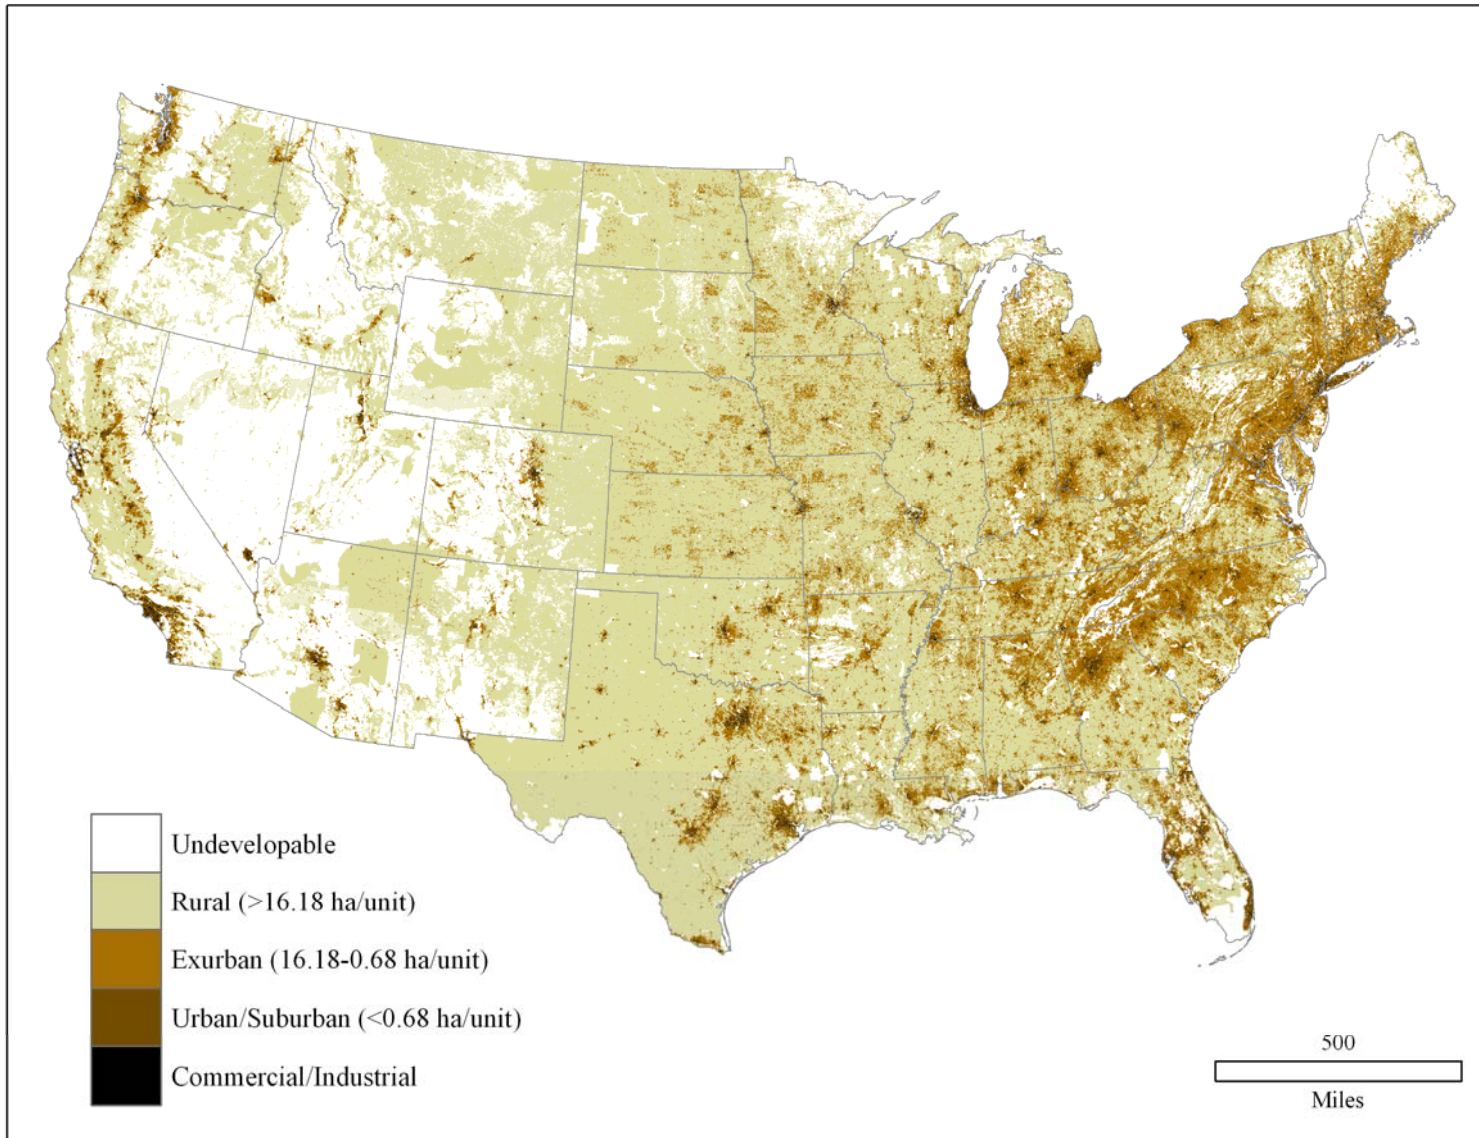 Undevelopable
Rural (>16.18 ha/unit)
Exurban (16.18-0.68 ha/unit)
Urban/Suburban (<0.68 ha/unit)
Commercial/Industrial
500
Miles